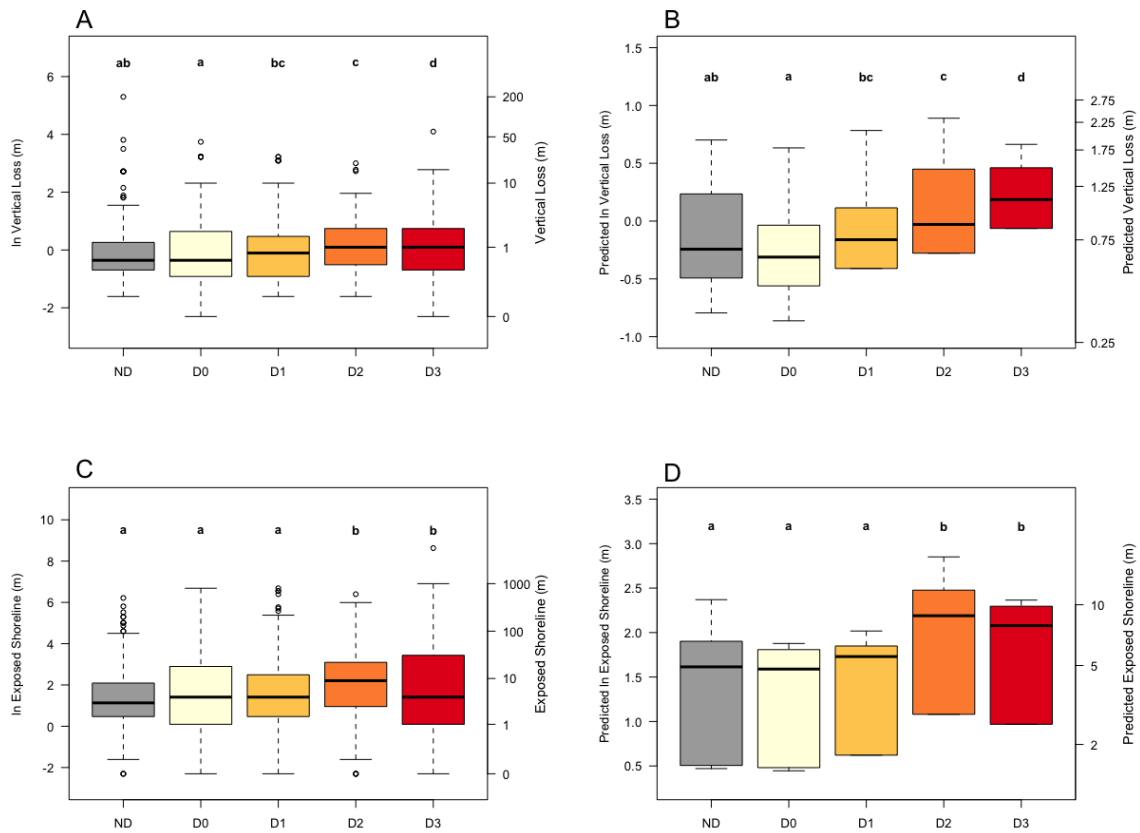 A
ab a bc c d
ln Vertical Loss (m)
6
4
2
0
-2
200
50
10
1
0
Vertical Loss (m)
ND D0 D1 D2 D3
B
ab a bc c d
Predicted ln Vertical Loss (m)
1.5
1.0
0.5
0.0
-0.5
-1.0
2.75
2.25
1.75
1.25
0.75
0.25
Predicted Vertical Loss (m)
ND D0 D1 D2 D3
C
a a a b b
ln Exposed Shoreline (m)
10
8
6
4
2
0
-2
1000
100
10
1
0
Exposed Shoreline (m)
ND D0 D1 D2 D3
D
a a a b b
Predicted ln Exposed Shoreline (m)
3.5
3.0
2.5
2.0
1.5
1.0
0.5
10
5
2
Predicted Exposed Shoreline (m)
ND D0 D1 D2 D3